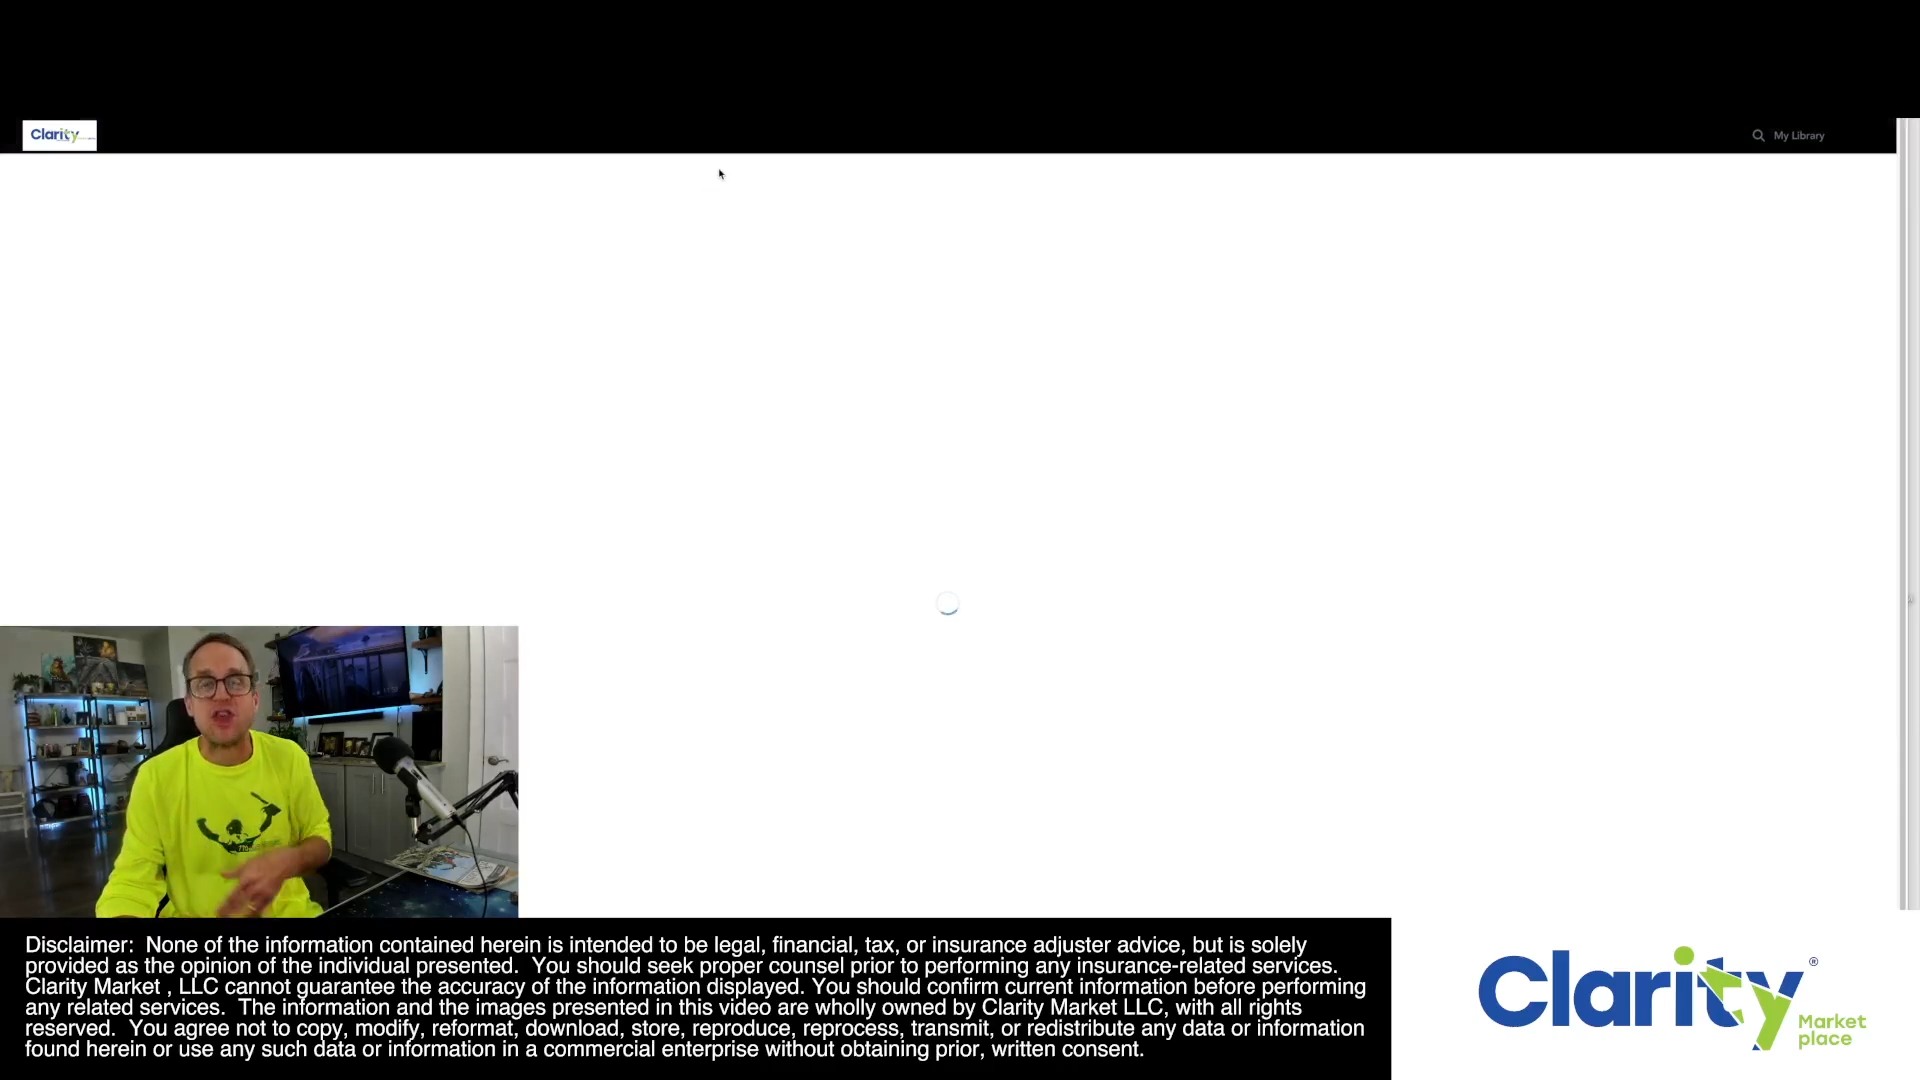 Clarity
My Library
Disclaimer:  None of the information contained herein is intended to be legal, financial, tax, or insurance adjuster advice, but is solely
provided as the opinion of the individual presented.  You should seek proper counsel prior to performing any insurance-related services.
Clarity Market , LLC cannot guarantee the accuracy of the information displayed. You should confirm current information before performing
any related services.  The information and the images presented in this video are wholly owned by Clarity Market LLC, with all rights
reserved.  You agree not to copy, modify, reformat, download, store, reproduce, reprocess, transmit, or redistribute any data or information
found herein or use any such data or information in a commercial enterprise without obtaining prior, written consent.
Clarity ®
Market
place